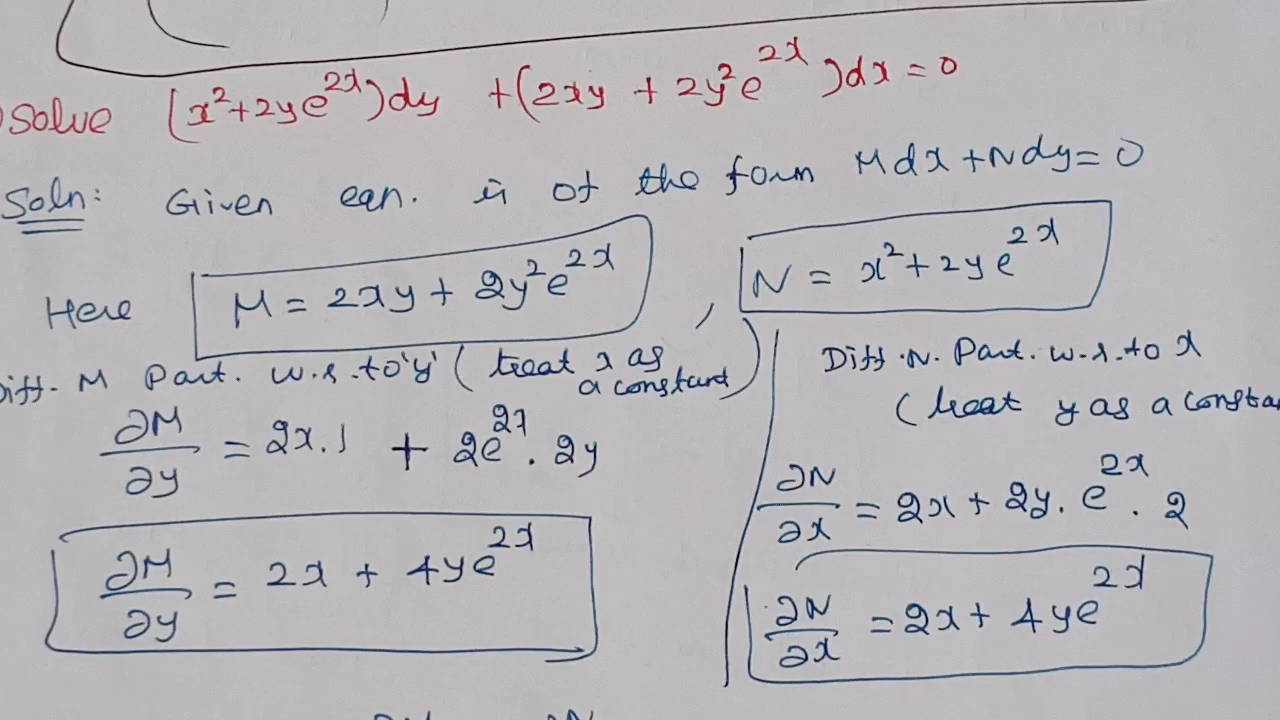 Solve (x²+2ye^{2x})dy +(2xy + 2y²e^{2x})dx = 0
Soln: Given eqn. is of the form Mdx+Ndy=0
Here M = 2xy + 2y²e^{2x} , N = x²+2ye^{2x}
Diff. M Part. w.r.to 'y' (treat x as a constant)
∂M/∂y = 2x.1 + 2e^{2x}. 2y
∂M/∂y = 2x + 4ye^{2x}
Diff.N. Part. w.r.to x
(treat y as a consta
∂N/∂x = 2x + 2y. e^{2x}. 2
∂N/∂x = 2x + 4ye^{2x}